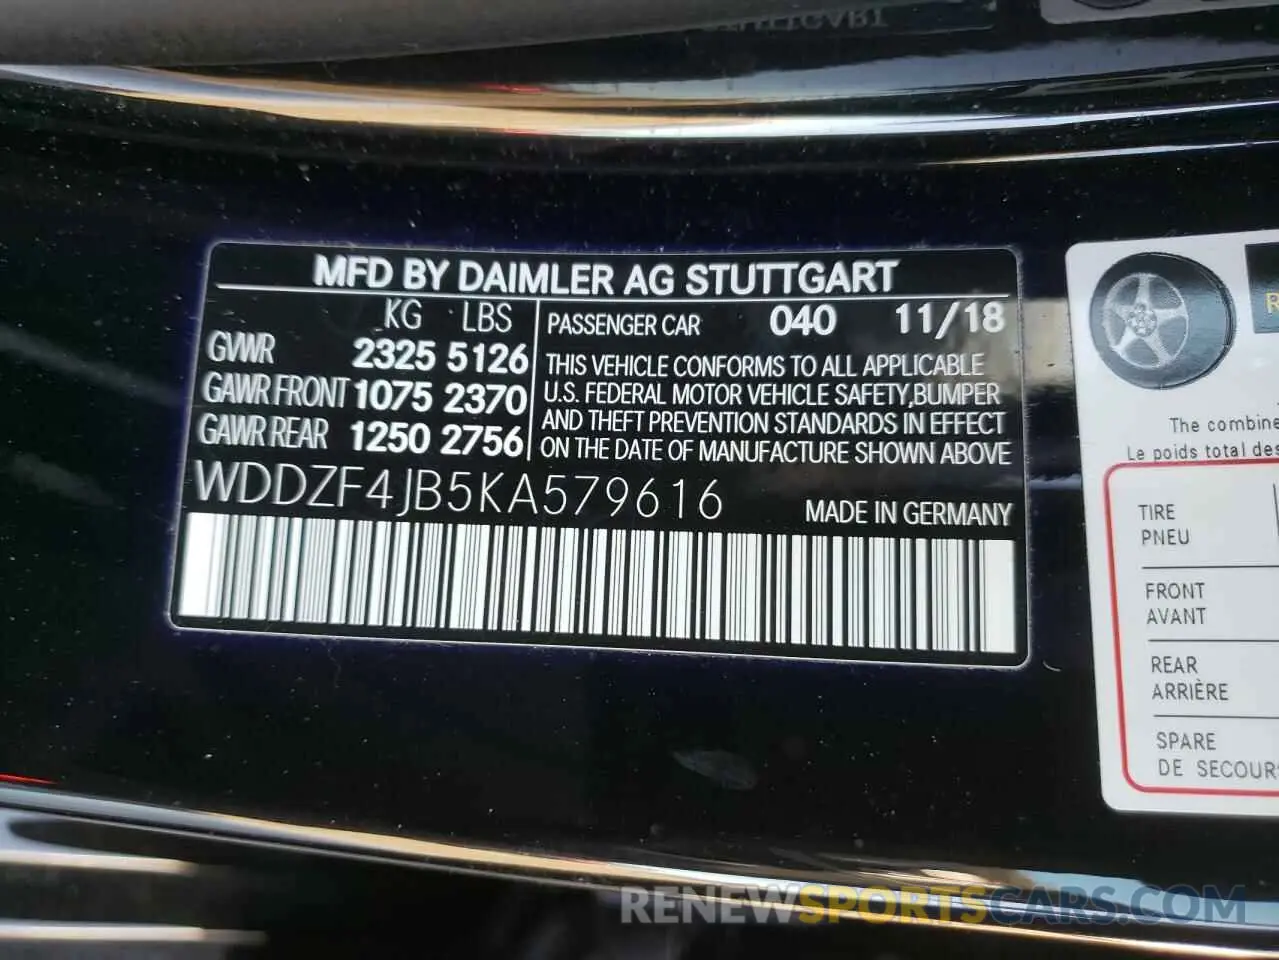 MFD BY DAIMLER AG STUTTGART
KG LBS
GVWR 2325 5126
GAWR FRONT 1075 2370
GAWR REAR 1250 2756
PASSENGER CAR 040 11/18
THIS VEHICLE CONFORMS TO ALL APPLICABLE
U.S. FEDERAL MOTOR VEHICLE SAFETY,BUMPER
AND THEFT PREVENTION STANDARDS IN EFFECT
ON THE DATE OF MANUFACTURE SHOWN ABOVE
WDDZF4JB5KA579616 MADE IN GERMANY
The combine
Le poids total des
TIRE
PNEU
FRONT
AVANT
REAR
ARRIÈRE
SPARE
DE SECOURS
RENEWSPORTSCARS.COM